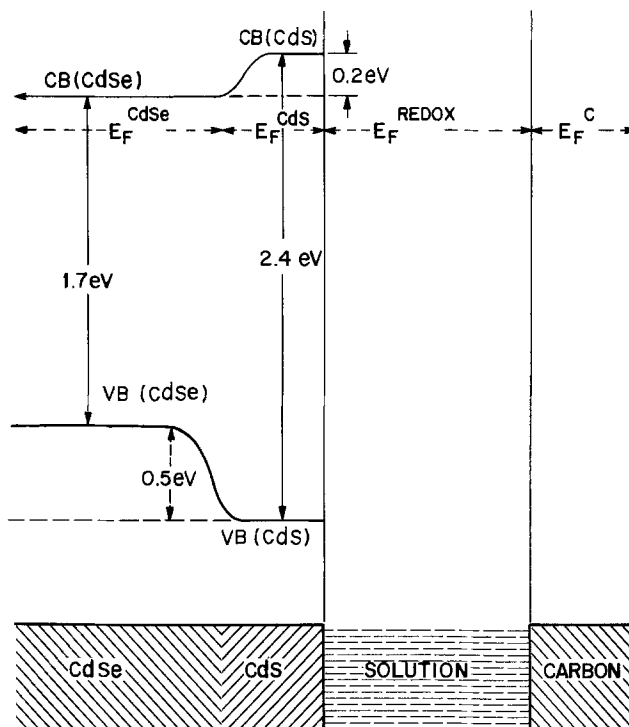 CB(CdS)
0.2eV
CB(CdSe)
E_F^CdSe E_F^CdS E_F^REDOX E_F^C
1.7eV
2.4 eV
VB (CdSe)
0.5eV
VB(CdS)
CdSe CdS SOLUTION CARBON